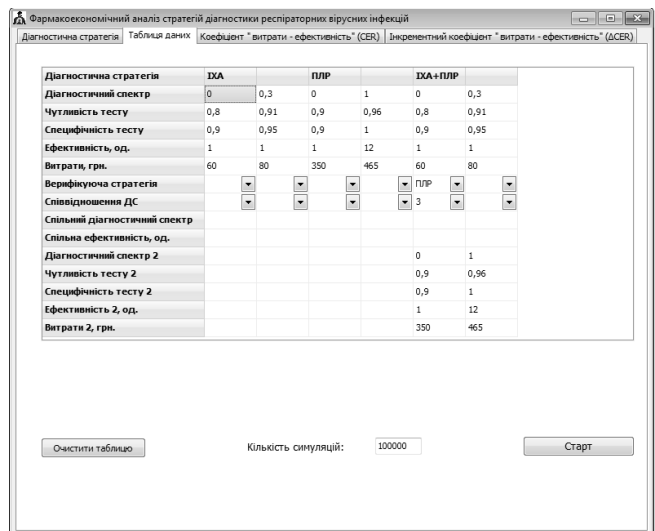 Фармакоекономічний аналіз стратегій діагностики респіраторних вірусних інфекцій
Діагностична стратегія Таблиця даних Коефіцієнт "витрати - ефективність" (CER) Інкрементний коефіцієнт "витрати - ефективність" (ΔCER)
Діагностична стратегія ІХА ПЛР ІХА+ПЛР
Діагностичний спектр 0 0,3 0 1 0 0,3
Чутливість тесту 0,8 0,91 0,9 0,96 0,8 0,91
Специфічність тесту 0,9 0,95 0,9 1 0,9 0,95
Ефективність, од. 1 1 1 12 1 1
Витрати, грн. 60 80 350 465 60 80
Верифікуюча стратегія ПЛР
Співвідношення ДС 3
Спільний діагностичний спектр
Спільна ефективність, од.
Діагностичний спектр 2 0 1
Чутливість тесту 2 0,9 0,96
Специфічність тесту 2 0,9 1
Ефективність 2, од. 1 12
Витрати 2, грн. 350 465
Очистити таблицю Кількість симуляцій: 100000 Старт